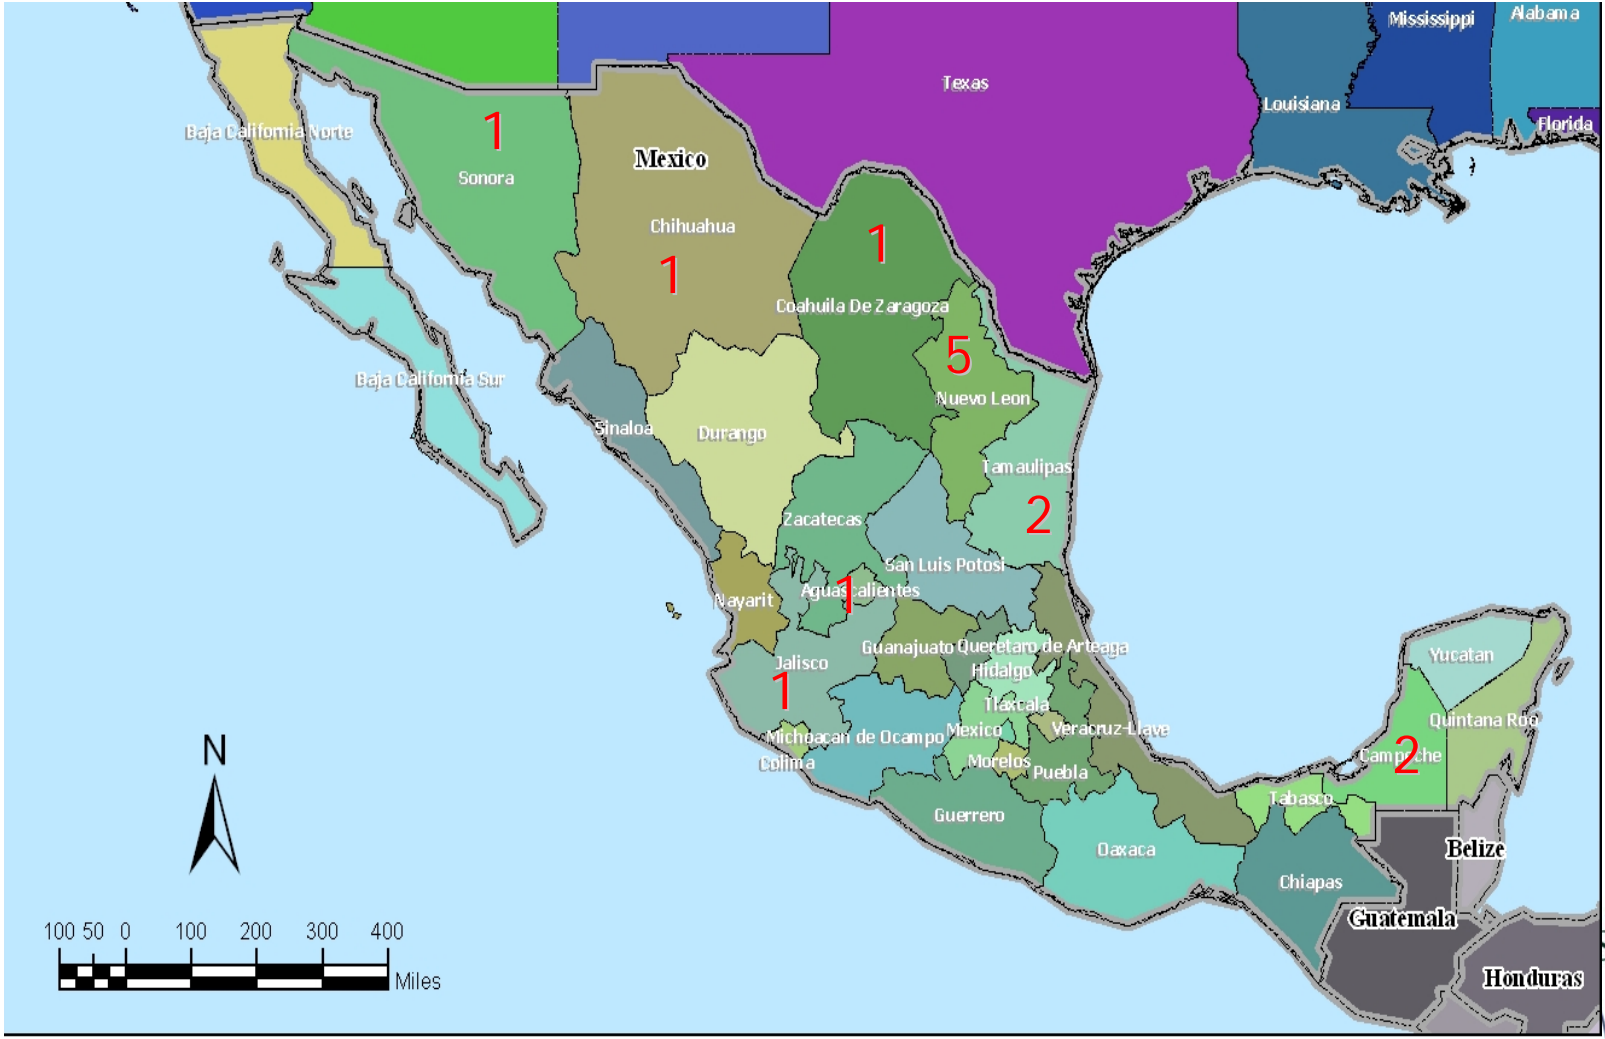 Mississippi
Alabama
Texas
Louisiana
Florida
Baja California Norte
1
Sonora
Mexico
Chihuahua
1
1
Coahuila De Zaragoza
5
Nuevo Leon
Baja California Sur
Sinaloa
Durango
Tamaulipas
2
Zacatecas
San Luis Potosi
Aguascalientes
1
Nayarit
Guanajuato
Queretaro de Arteaga
Jalisco
Hidalgo
1
Tlaxcala
Yucatan
Quintana Roo
Michoacan de Ocampo
Mexico
Veracruz-Llave
Colima
Morelos
Puebla
Campeche
2
Tabasco
Guerrero
Oaxaca
Belize
Chiapas
Guatemala
Honduras
N
100 50 0 100 200 300 400
Miles